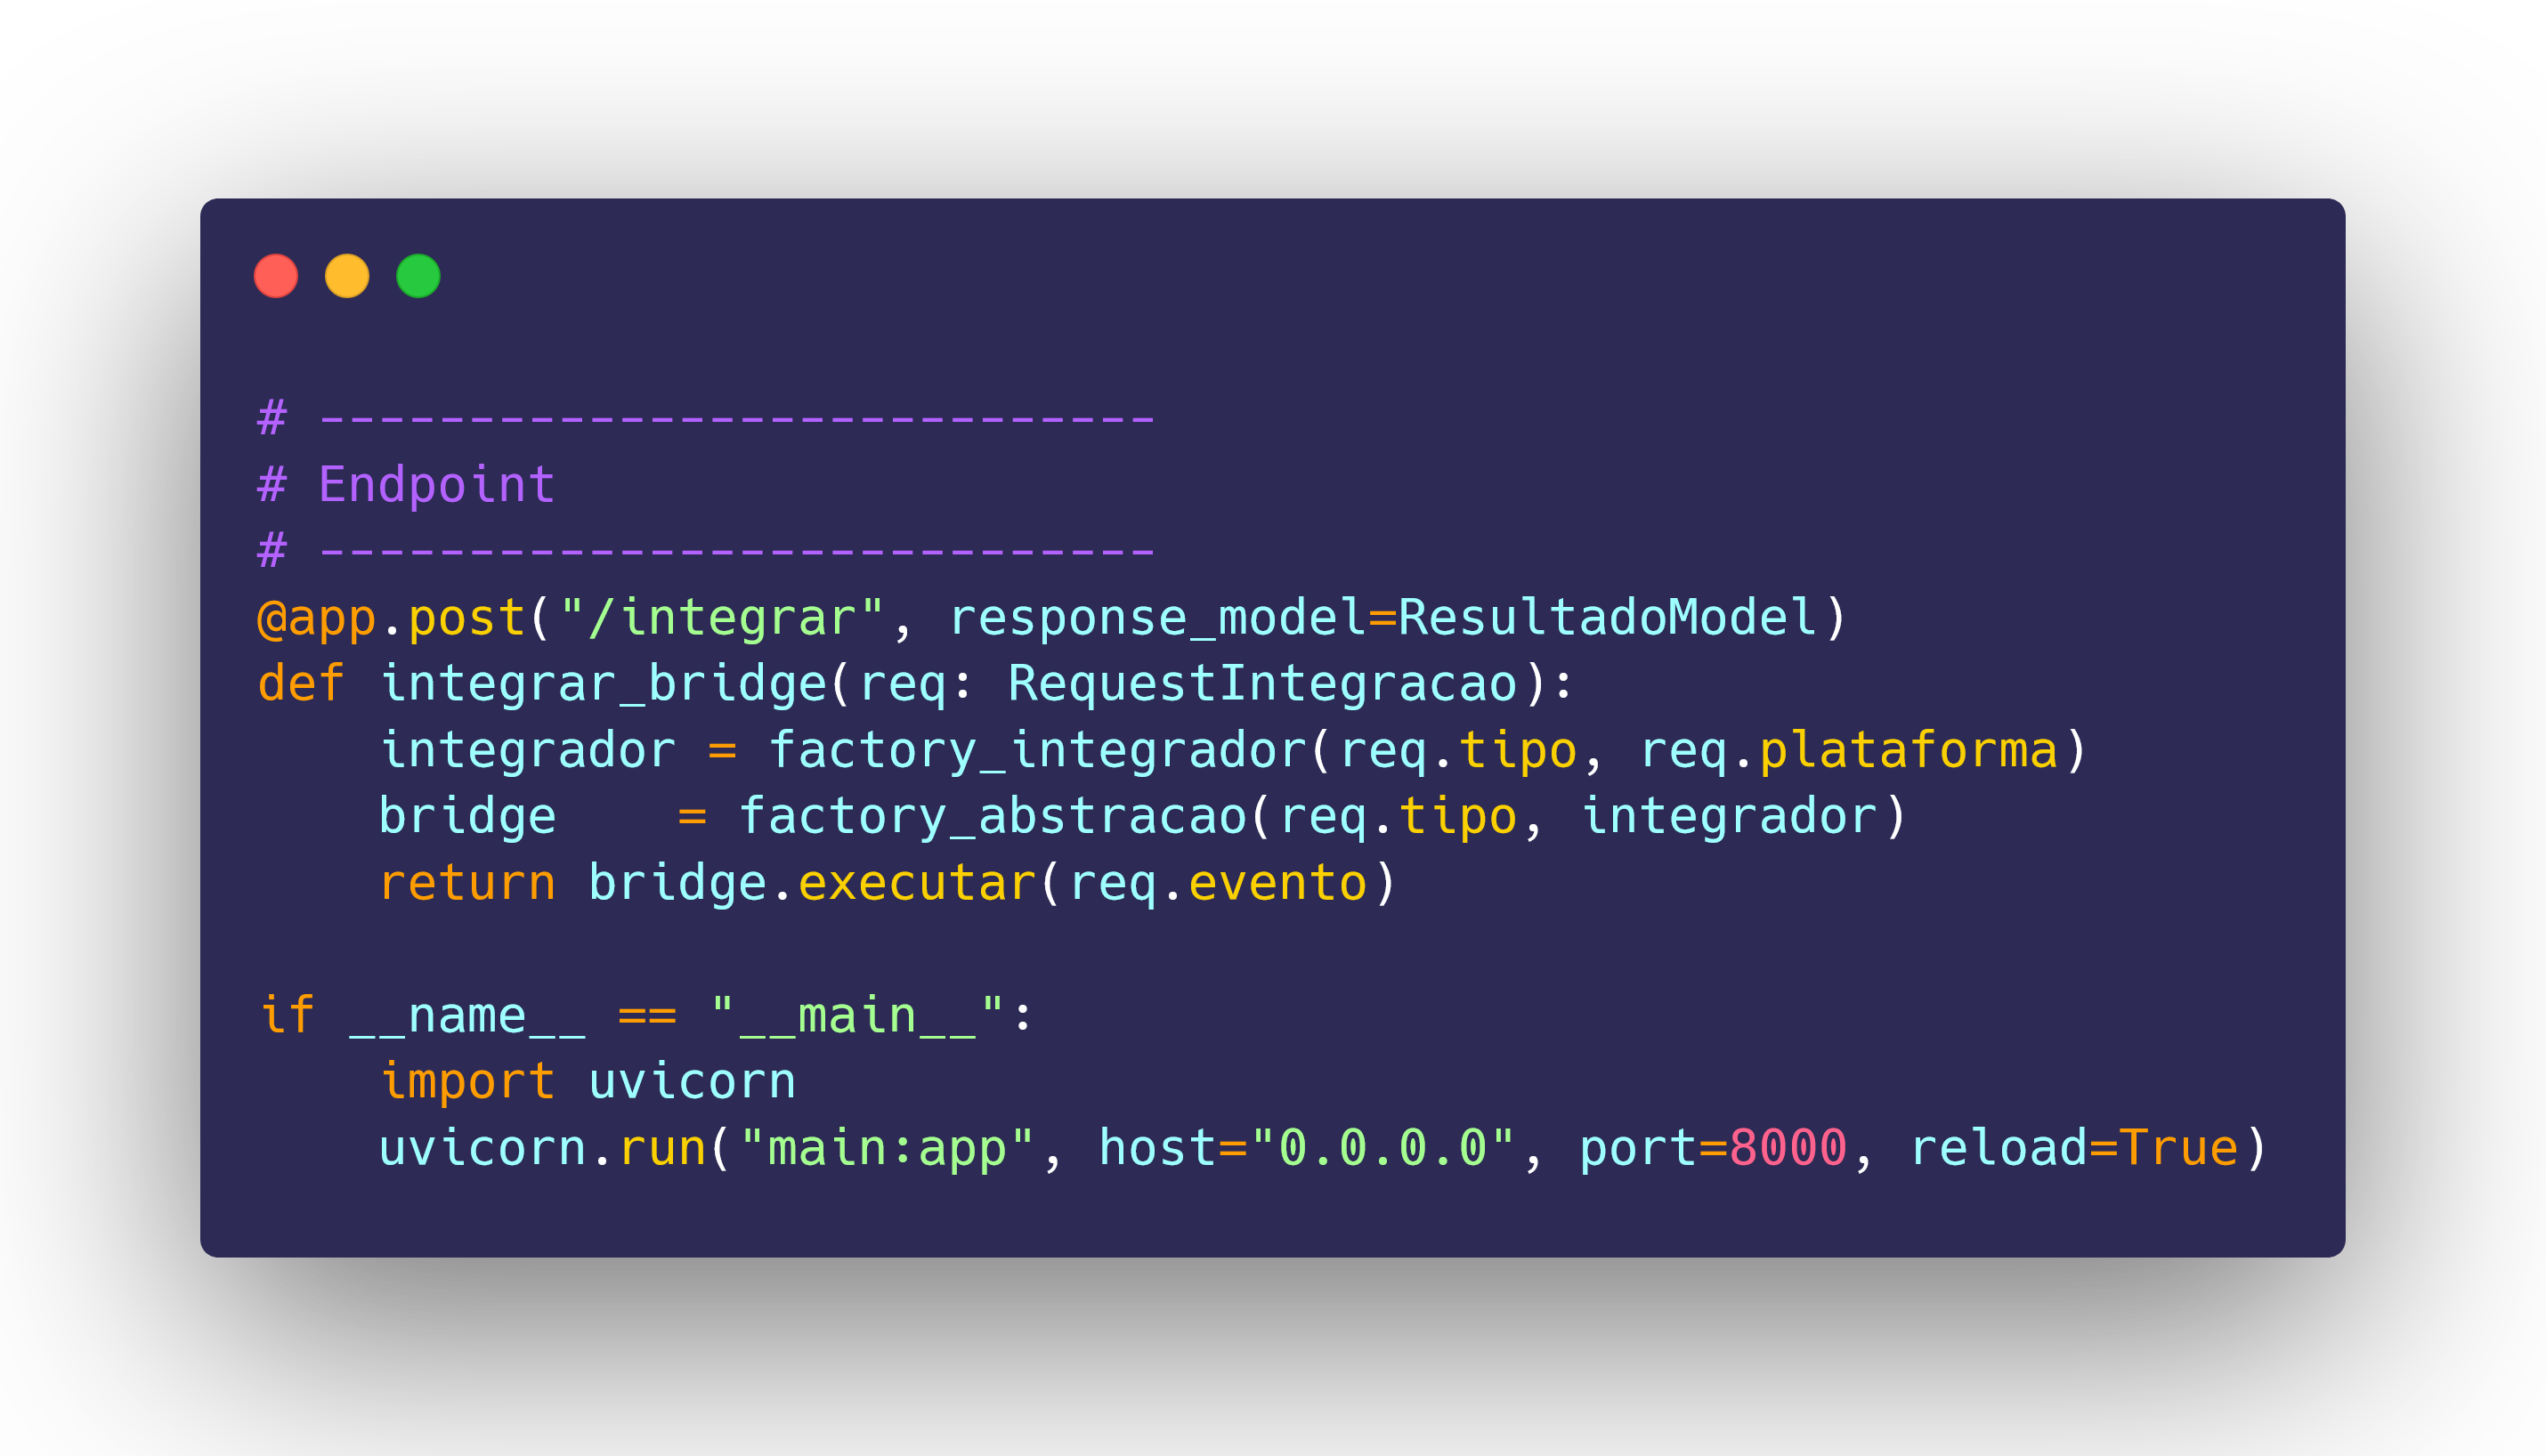 # ----------------------------
# Endpoint
# ----------------------------
@app.post("/integrar", response_model=ResultadoModel)
def integrar_bridge(req: RequestIntegracao):
    integrador = factory_integrador(req.tipo, req.plataforma)
    bridge    = factory_abstracao(req.tipo, integrador)
    return bridge.executar(req.evento)

if __name__ == "__main__":
    import uvicorn
    uvicorn.run("main:app", host="0.0.0.0", port=8000, reload=True)